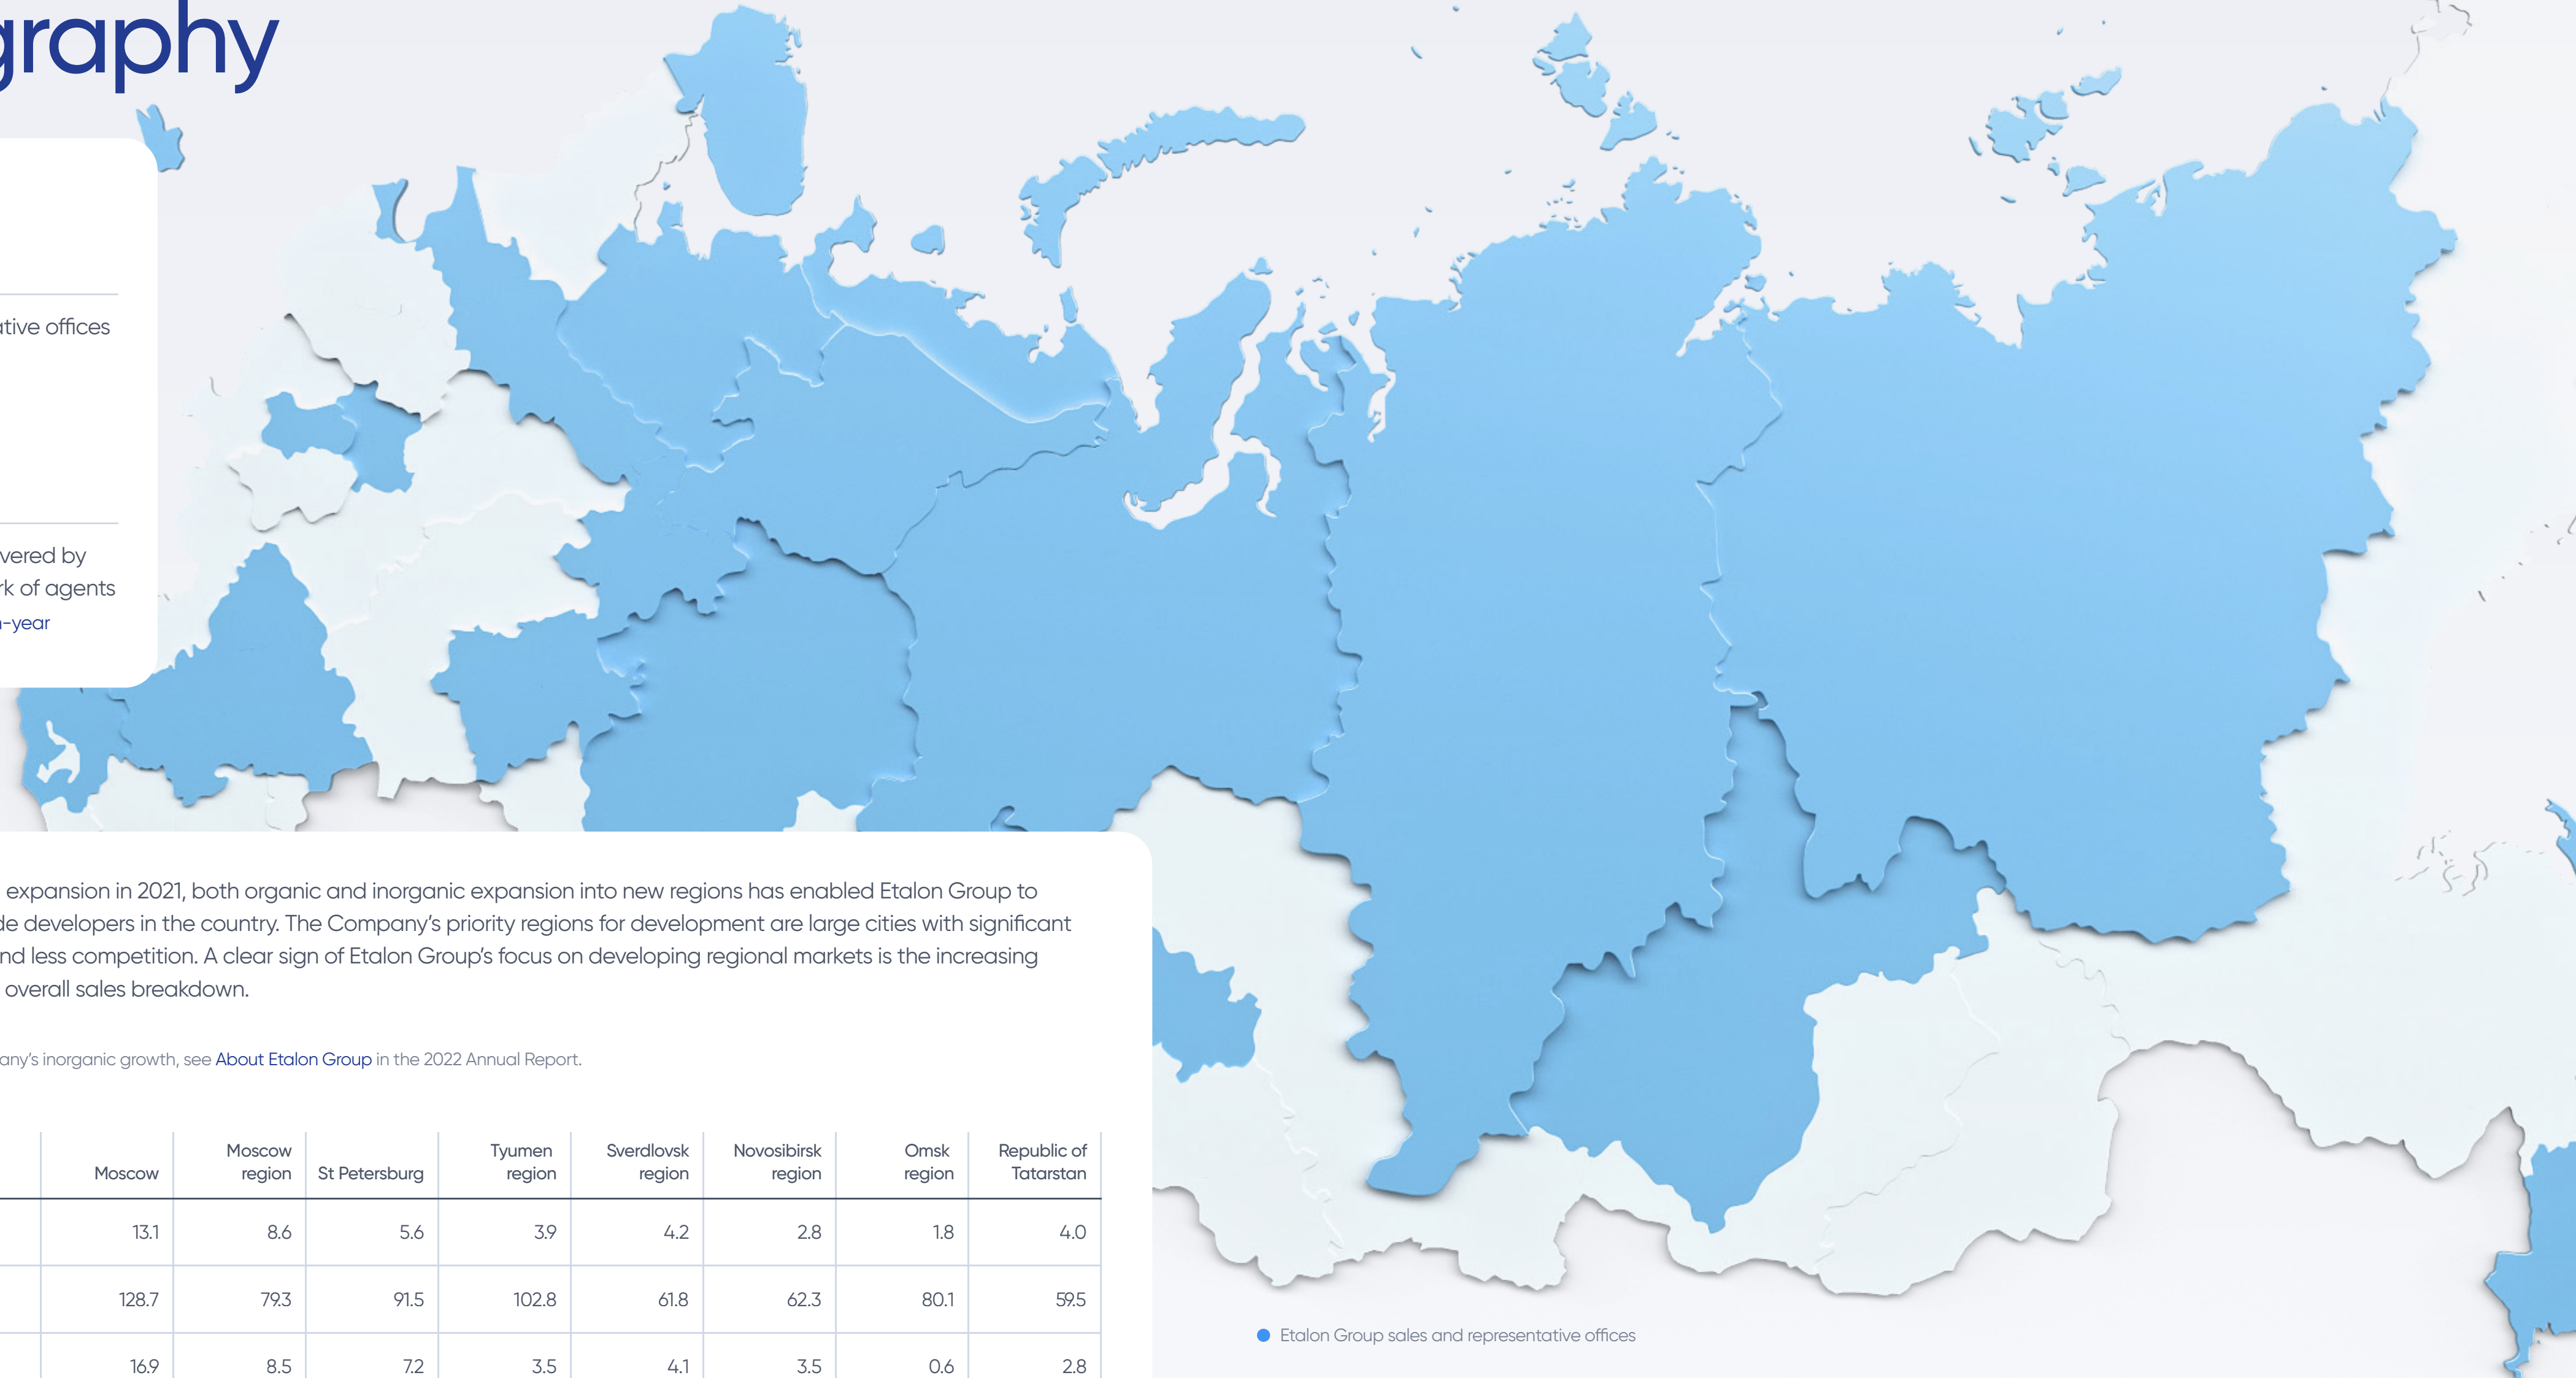 graphy
ative offices
vered by
rk of agents
n-year
expansion in 2021, both organic and inorganic expansion into new regions has enabled Etalon Group to
de developers in the country. The Company’s priority regions for development are large cities with significant
nd less competition. A clear sign of Etalon Group’s focus on developing regional markets is the increasing
overall sales breakdown.
any’s inorganic growth, see About Etalon Group in the 2022 Annual Report.
Moscow Moscow region St Petersburg Tyumen region Sverdlovsk region Novosibirsk region Omsk region Republic of Tatarstan
13.1 8.6 5.6 3.9 4.2 2.8 1.8 4.0
128.7 79.3 91.5 102.8 61.8 62.3 80.1 59.5
16.9 8.5 7.2 3.5 4.1 3.5 0.6 2.8
Etalon Group sales and representative offices